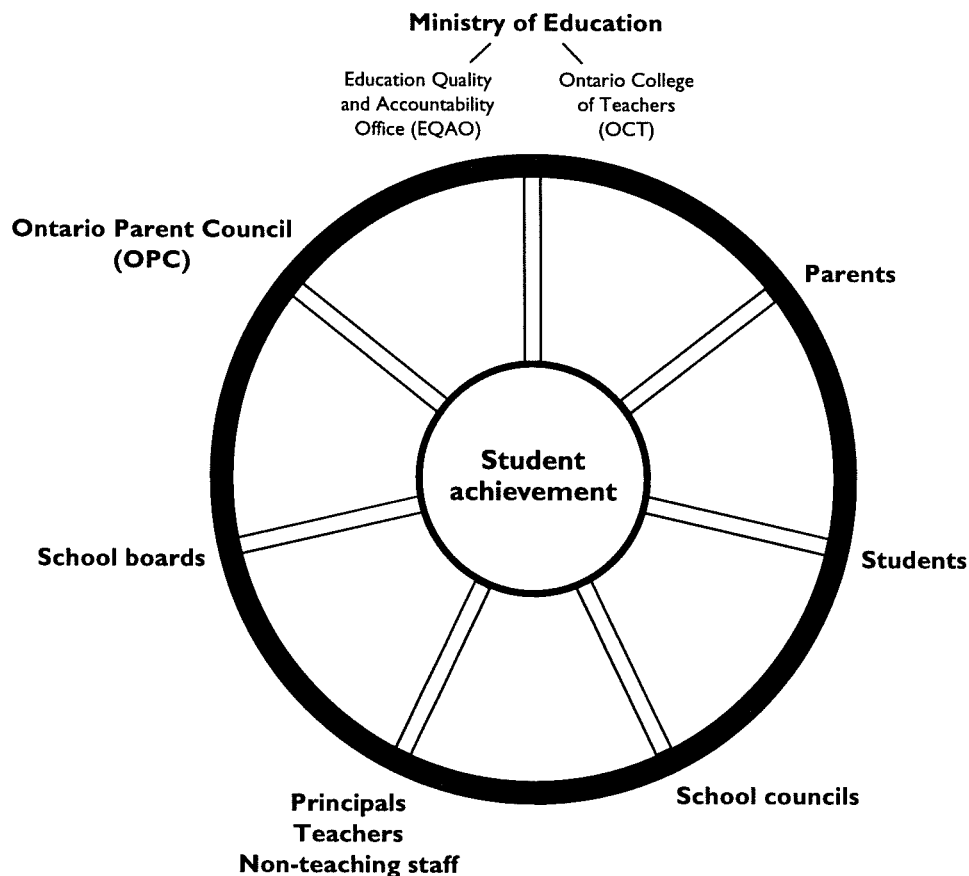 Ministry of Education
Education Quality
and Accountability
Office (EQAO)
Ontario College
of Teachers
(OCT)
Ontario Parent Council
(OPC)
Parents
Student
achievement
School boards
Students
Principals
Teachers
Non-teaching staff
School councils